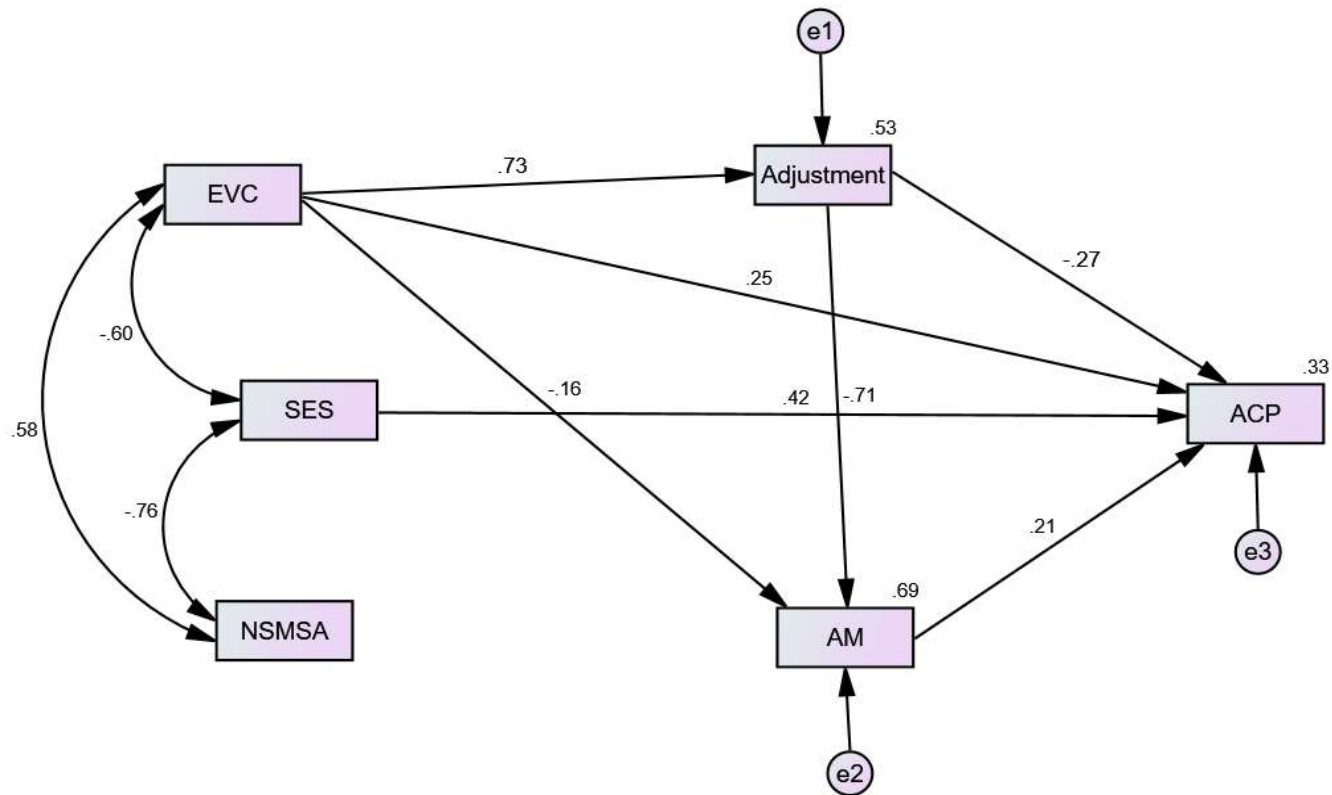 e1
.53
Adjustment
.73
EVC
-.27
.25
-.60
-.16
.33
SES
.42
-.71
ACP
.58
-.76
.21
e3
NSMSA
.69
AM
e2